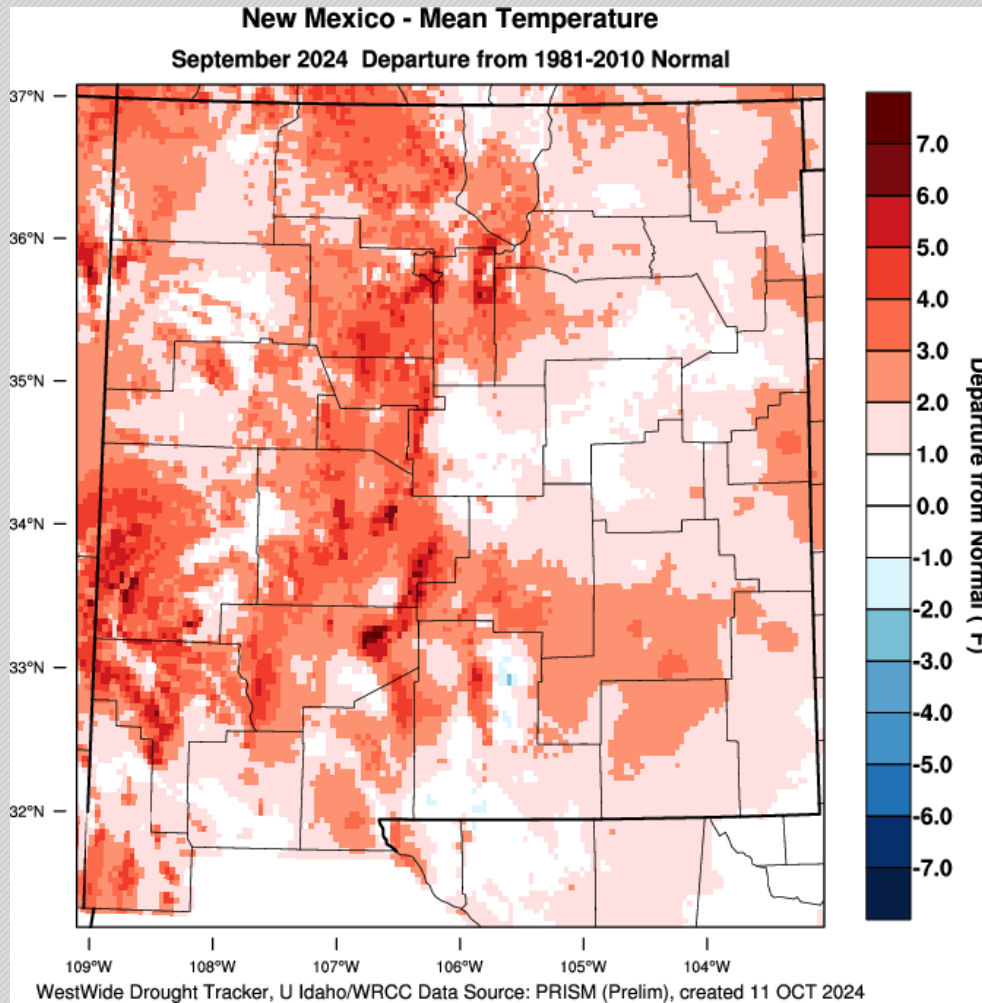 New Mexico - Mean Temperature
September 2024  Departure from 1981-2010 Normal
37°N
36°N
35°N
34°N
33°N
32°N
109°W
108°W
107°W
106°W
105°W
104°W
7.0
6.0
5.0
4.0
3.0
2.0
1.0
0.0
-1.0
-2.0
-3.0
-4.0
-5.0
-6.0
-7.0
Departure from Normal (°F)
WestWide Drought Tracker, U Idaho/WRCC Data Source: PRISM (Prelim), created 11 OCT 2024